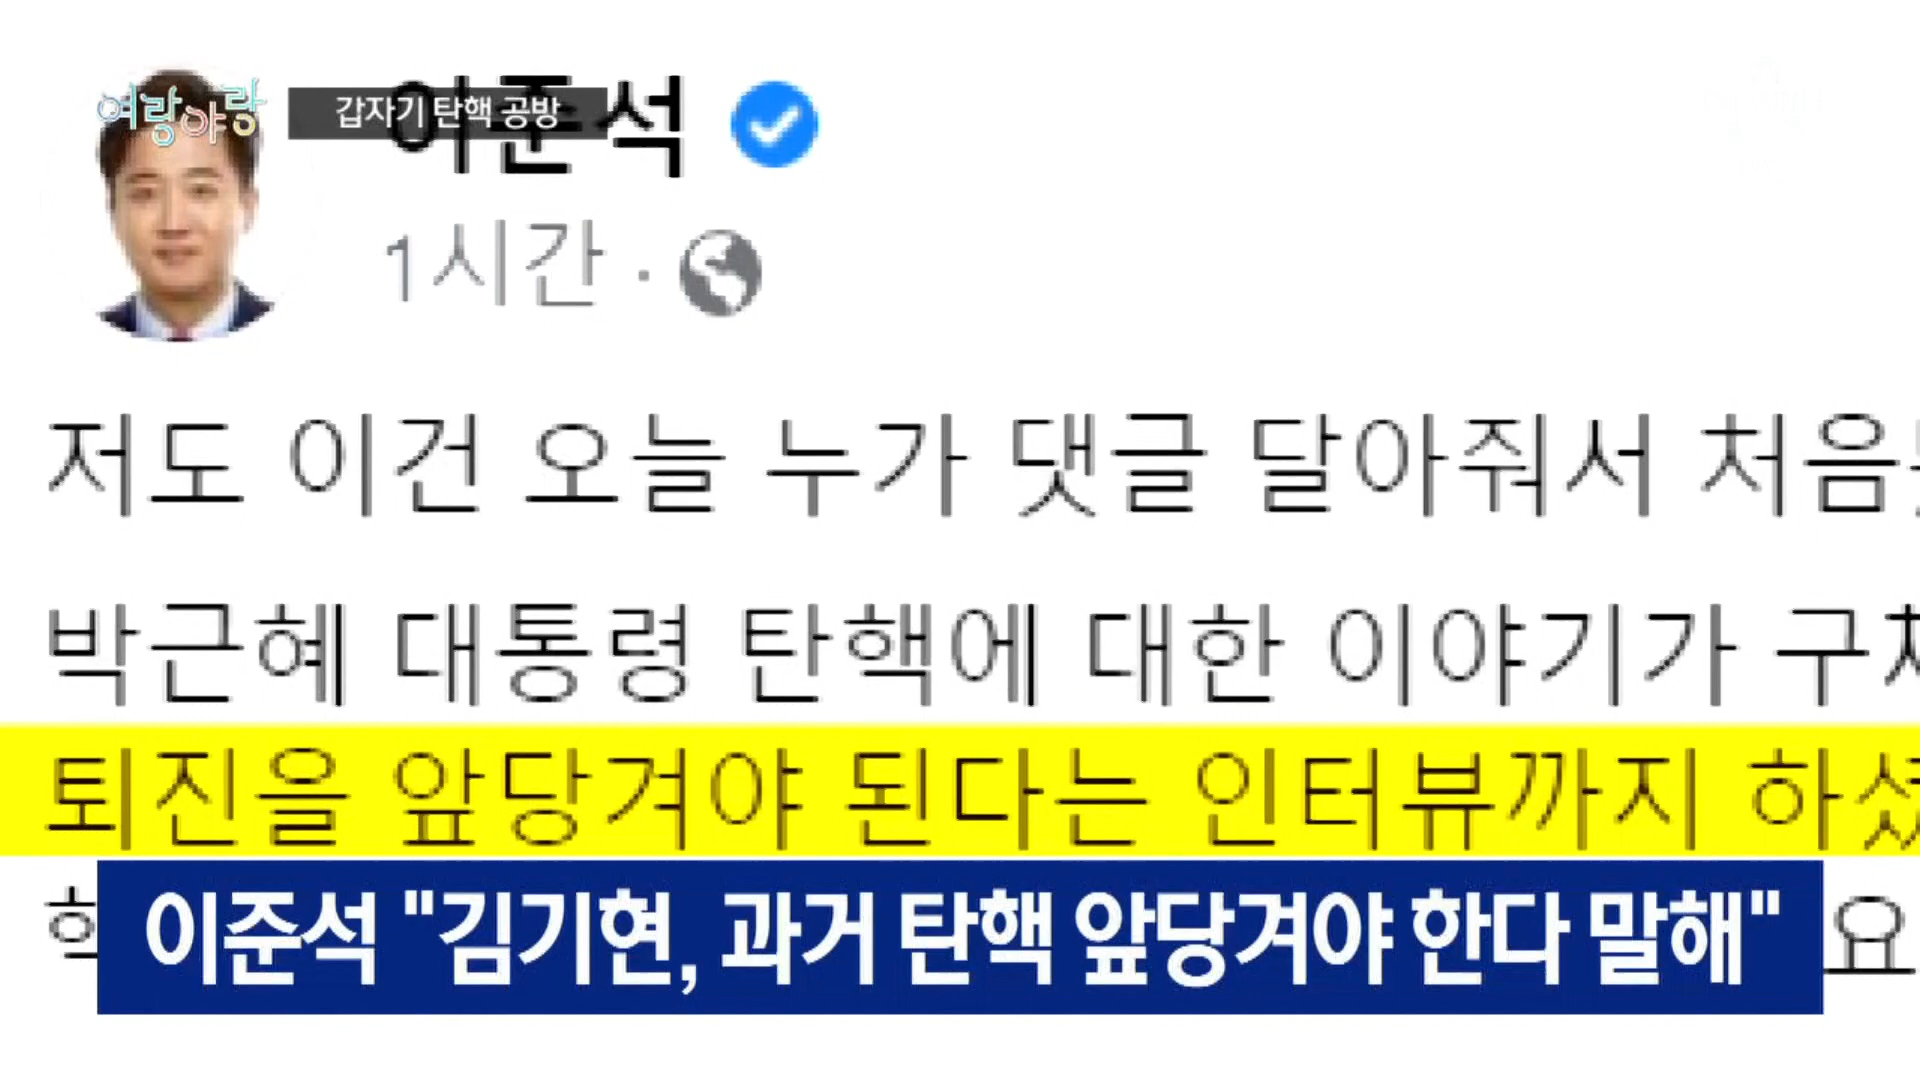 여랑야랑
갑자기 탄핵 공방
이준석
1시간 ·
저도 이건 오늘 누가 댓글 달아줘서 처음
박근혜 대통령 탄핵에 대한 이야기가 구체
퇴진을 앞당겨야 된다는 인터뷰까지 하셨
이준석 "김기현, 과거 탄핵 앞당겨야 한다 말해"
요